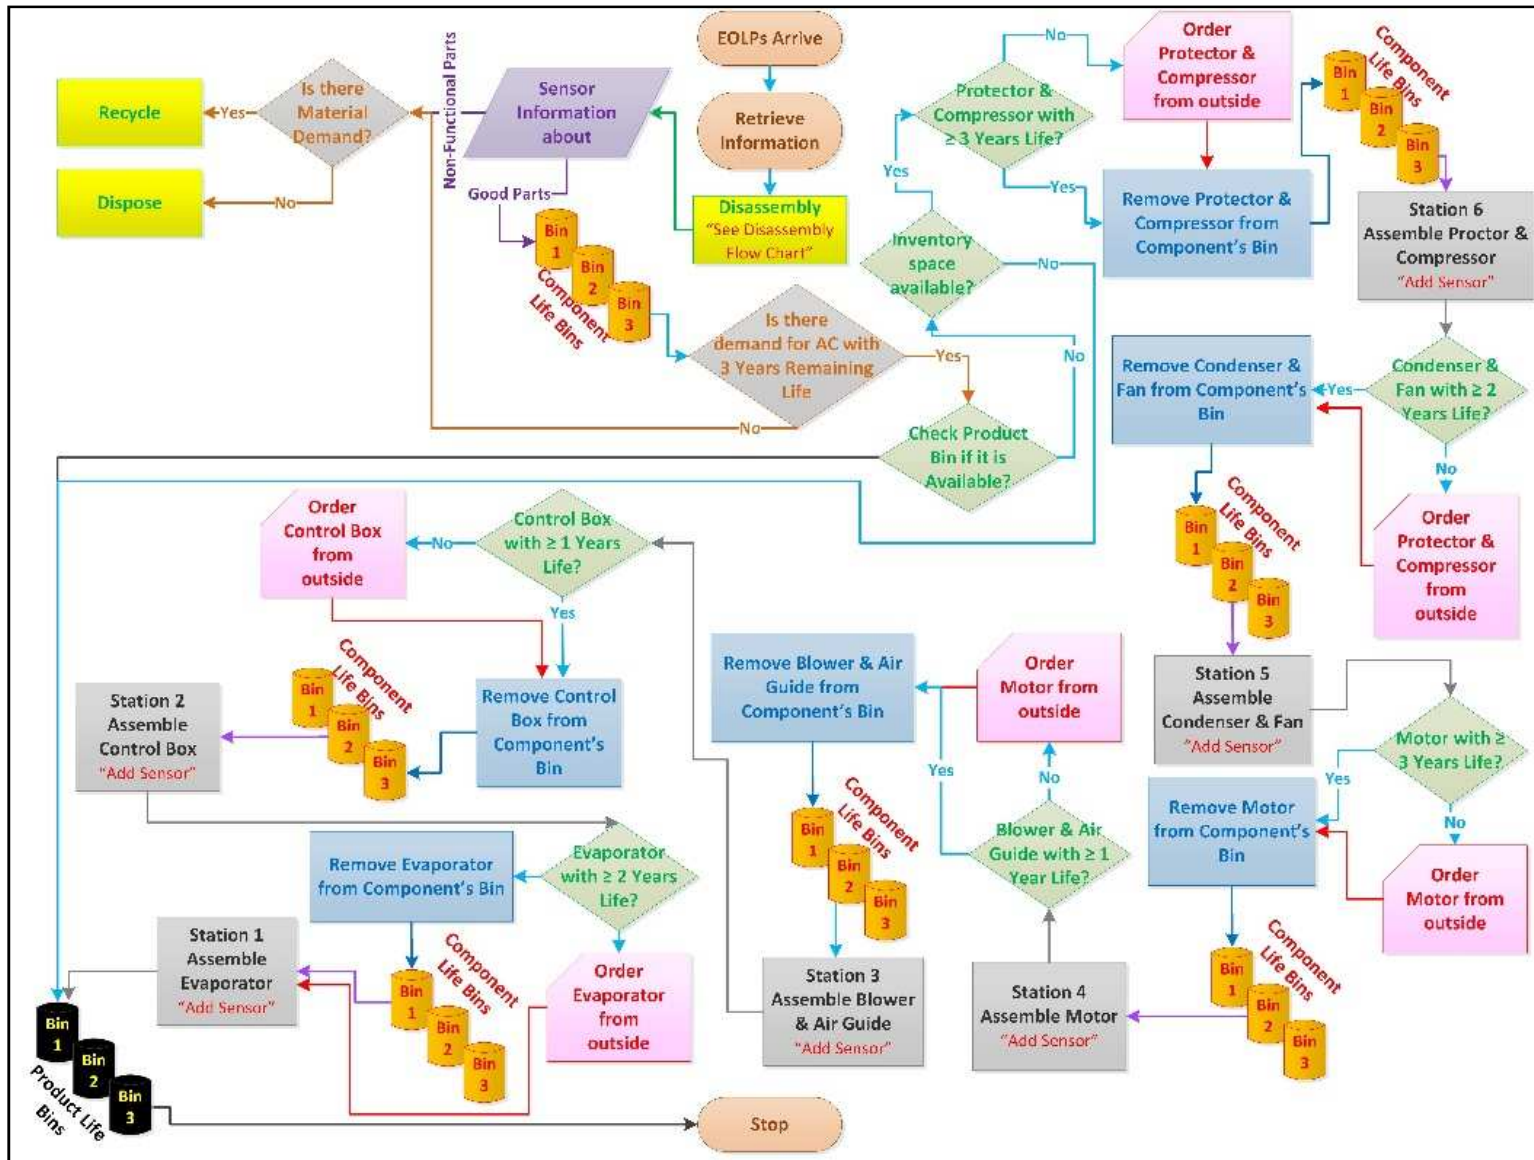 EOLPs Arrive
Retrieve
Information
Disassembly
“See Disassembly
Flow Chart”
Sensor
Information
about
Non-Functional Parts
Good Parts
Is there
Material
Demand?
Yes
Recycle
No
Dispose
Bin
1
Bin
2
Bin
3
Component
Life Bins
Is there
demand for AC with
3 Years Remaining
Life
Yes
No
Check Product
Bin if it is
Available?
No
Inventory
space
available?
No
Yes
Protector &
Compressor with
≥ 3 Years Life?
No
Yes
Order
Protector &
Compressor
from outside
Remove Protector &
Compressor from
Component’s Bin
Component
Life Bins
Bin
1
Bin
2
Bin
3
Station 6
Assemble Proctor &
Compressor
“Add Sensor”
Condenser &
Fan with ≥ 2
Years Life?
Yes
No
Remove Condenser &
Fan from Component’s
Bin
Order
Protector &
Compressor
from
outside
Component
Life Bins
Bin
1
Bin
2
Bin
3
Station 5
Assemble
Condenser & Fan
“Add Sensor”
Motor with ≥
3 Years Life?
Yes
No
Remove Motor
from Component’s
Bin
Order
Motor from
outside
Component
Life Bins
Bin
1
Bin
2
Bin
3
Station 4
Assemble Motor
“Add Sensor”
Blower & Air
Guide with ≥ 1
Year Life?
No
Yes
Order
Motor from
outside
Remove Blower & Air
Guide from
Component’s Bin
Component
Life Bins
Bin
1
Bin
2
Bin
3
Station 3
Assemble Blower
& Air Guide
“Add Sensor”
Control Box
with ≥ 1 Years
Life?
No
Yes
Order
Control Box
from
outside
Remove Control
Box from
Component’s
Bin
Component
Life Bins
Bin
1
Bin
2
Bin
3
Station 2
Assemble
Control Box
“Add Sensor”
Evaporator
with ≥ 2 Years
Life?
Remove Evaporator
from Component’s Bin
Order
Evaporator
from
outside
Component
Life Bins
Bin
1
Bin
2
Bin
3
Station 1
Assemble
Evaporator
“Add Sensor”
Bin
1
Bin
2
Bin
3
Product Life
Bins
Stop